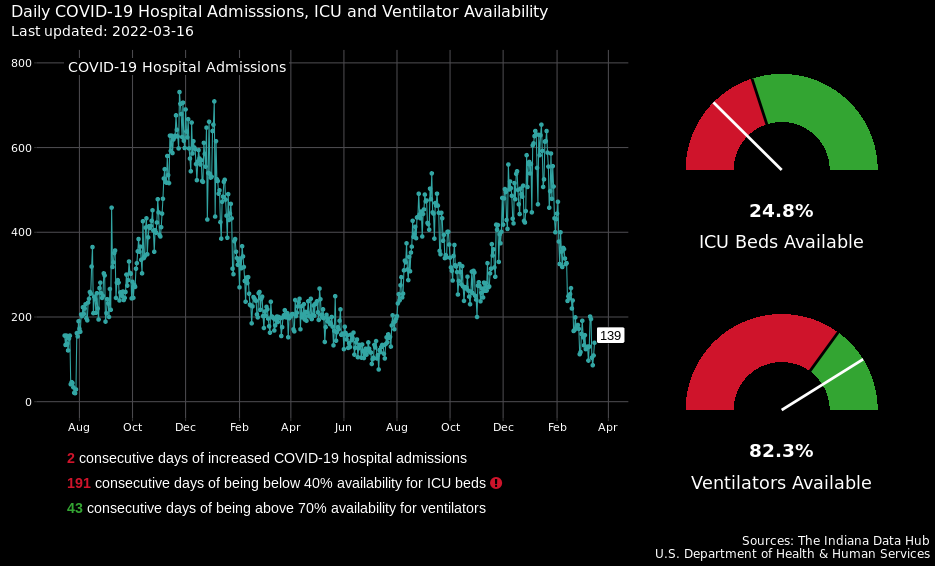 Daily COVID-19 Hospital Admisssions, ICU and Ventilator Availability
Last updated: 2022-03-16
COVID-19 Hospital Admissions
800
600
400
200
0
139
Aug Oct Dec Feb Apr Jun Aug Oct Dec Feb Apr
24.8%
ICU Beds Available
82.3%
Ventilators Available
2 consecutive days of increased COVID-19 hospital admissions
191 consecutive days of being below 40% availability for ICU beds !
43 consecutive days of being above 70% availability for ventilators
Sources: The Indiana Data Hub
U.S. Department of Health & Human Services